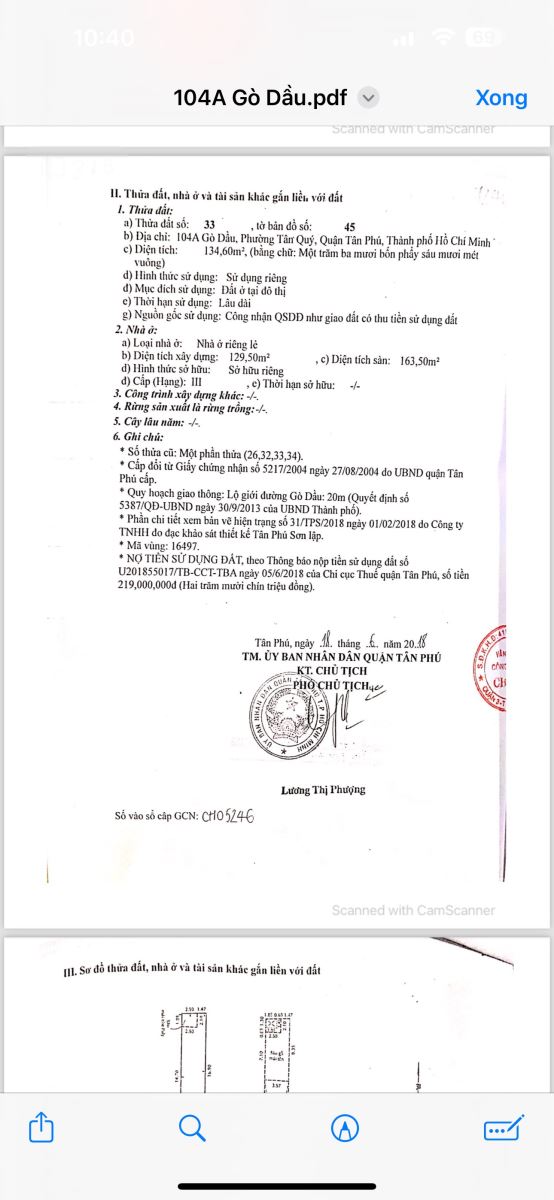 10:40
69
104A Gò Dầu.pdf
Xong
Scanned with CamScanner
II. Thửa đất, nhà ở và tài sản khác gắn liền với đất
1. Thửa đất:
a) Thửa đất số: 33 , tờ bản đồ số: 45
b) Địa chỉ: 104A Gò Dầu, Phường Tân Quý, Quận Tân Phú, Thành phố Hồ Chí Minh
c) Diện tích: 134,60m², (bằng chữ: Một trăm ba mươi bốn phẩy sáu mươi mét
vuông)
d) Hình thức sử dụng: Sử dụng riêng
đ) Mục đích sử dụng: Đất ở tại đô thị
e) Thời hạn sử dụng: Lâu dài
g) Nguồn gốc sử dụng: Công nhận QSDĐ như giao đất có thu tiền sử dụng đất
2. Nhà ở:
a) Loại nhà ở: Nhà ở riêng lẻ
b) Diện tích xây dựng: 129,50m² , c) Diện tích sàn: 163,50m²
d) Hình thức sở hữu: Sở hữu riêng
đ) Cấp (Hạng): III , e) Thời hạn sở hữu: -/-
3. Công trình xây dựng khác: -/-.
4. Rừng sản xuất là rừng trồng:-/-.
5. Cây lâu năm: -/-.
6. Ghi chú:
* Số thửa cũ: Một phần thửa (26,32,33,34).
* Cấp đổi từ Giấy chứng nhận số 5217/2004 ngày 27/08/2004 do UBND quận Tân
Phú cấp.
* Quy hoạch giao thông: Lộ giới đường Gò Dầu: 20m (Quyết định số
5387/QĐ-UBND ngày 30/9/2013 của UBND Thành phố).
* Phần chi tiết xem bản vẽ hiện trạng số 31/TPS/2018 ngày 01/02/2018 do Công ty
TNHH đo đạc khảo sát thiết kế Tân Phú Sơn lập.
* Mã vùng: 16497.
* NỢ TIỀN SỬ DỤNG ĐẤT, theo Thông báo nộp tiền sử dụng đất số
U201855017/TB-CCT-TBA ngày 05/6/2018 của Chi cục Thuế quận Tân Phú, số tiền
219,000,000đ (Hai trăm mười chín triệu đồng).
Tân Phú, ngày 18 tháng 6 năm 2018
TM. ỦY BAN NHÂN DÂN QUẬN TÂN PHÚ
KT. CHỦ TỊCH
PHÓ CHỦ TỊCH
Lương Thị Phượng
Số vào sổ cấp GCN: CH05246
Scanned with CamScanner
III. Sơ đồ thửa đất, nhà ở và tài sản khác gắn liền với đất
2.50 1.47
2.50
3.57